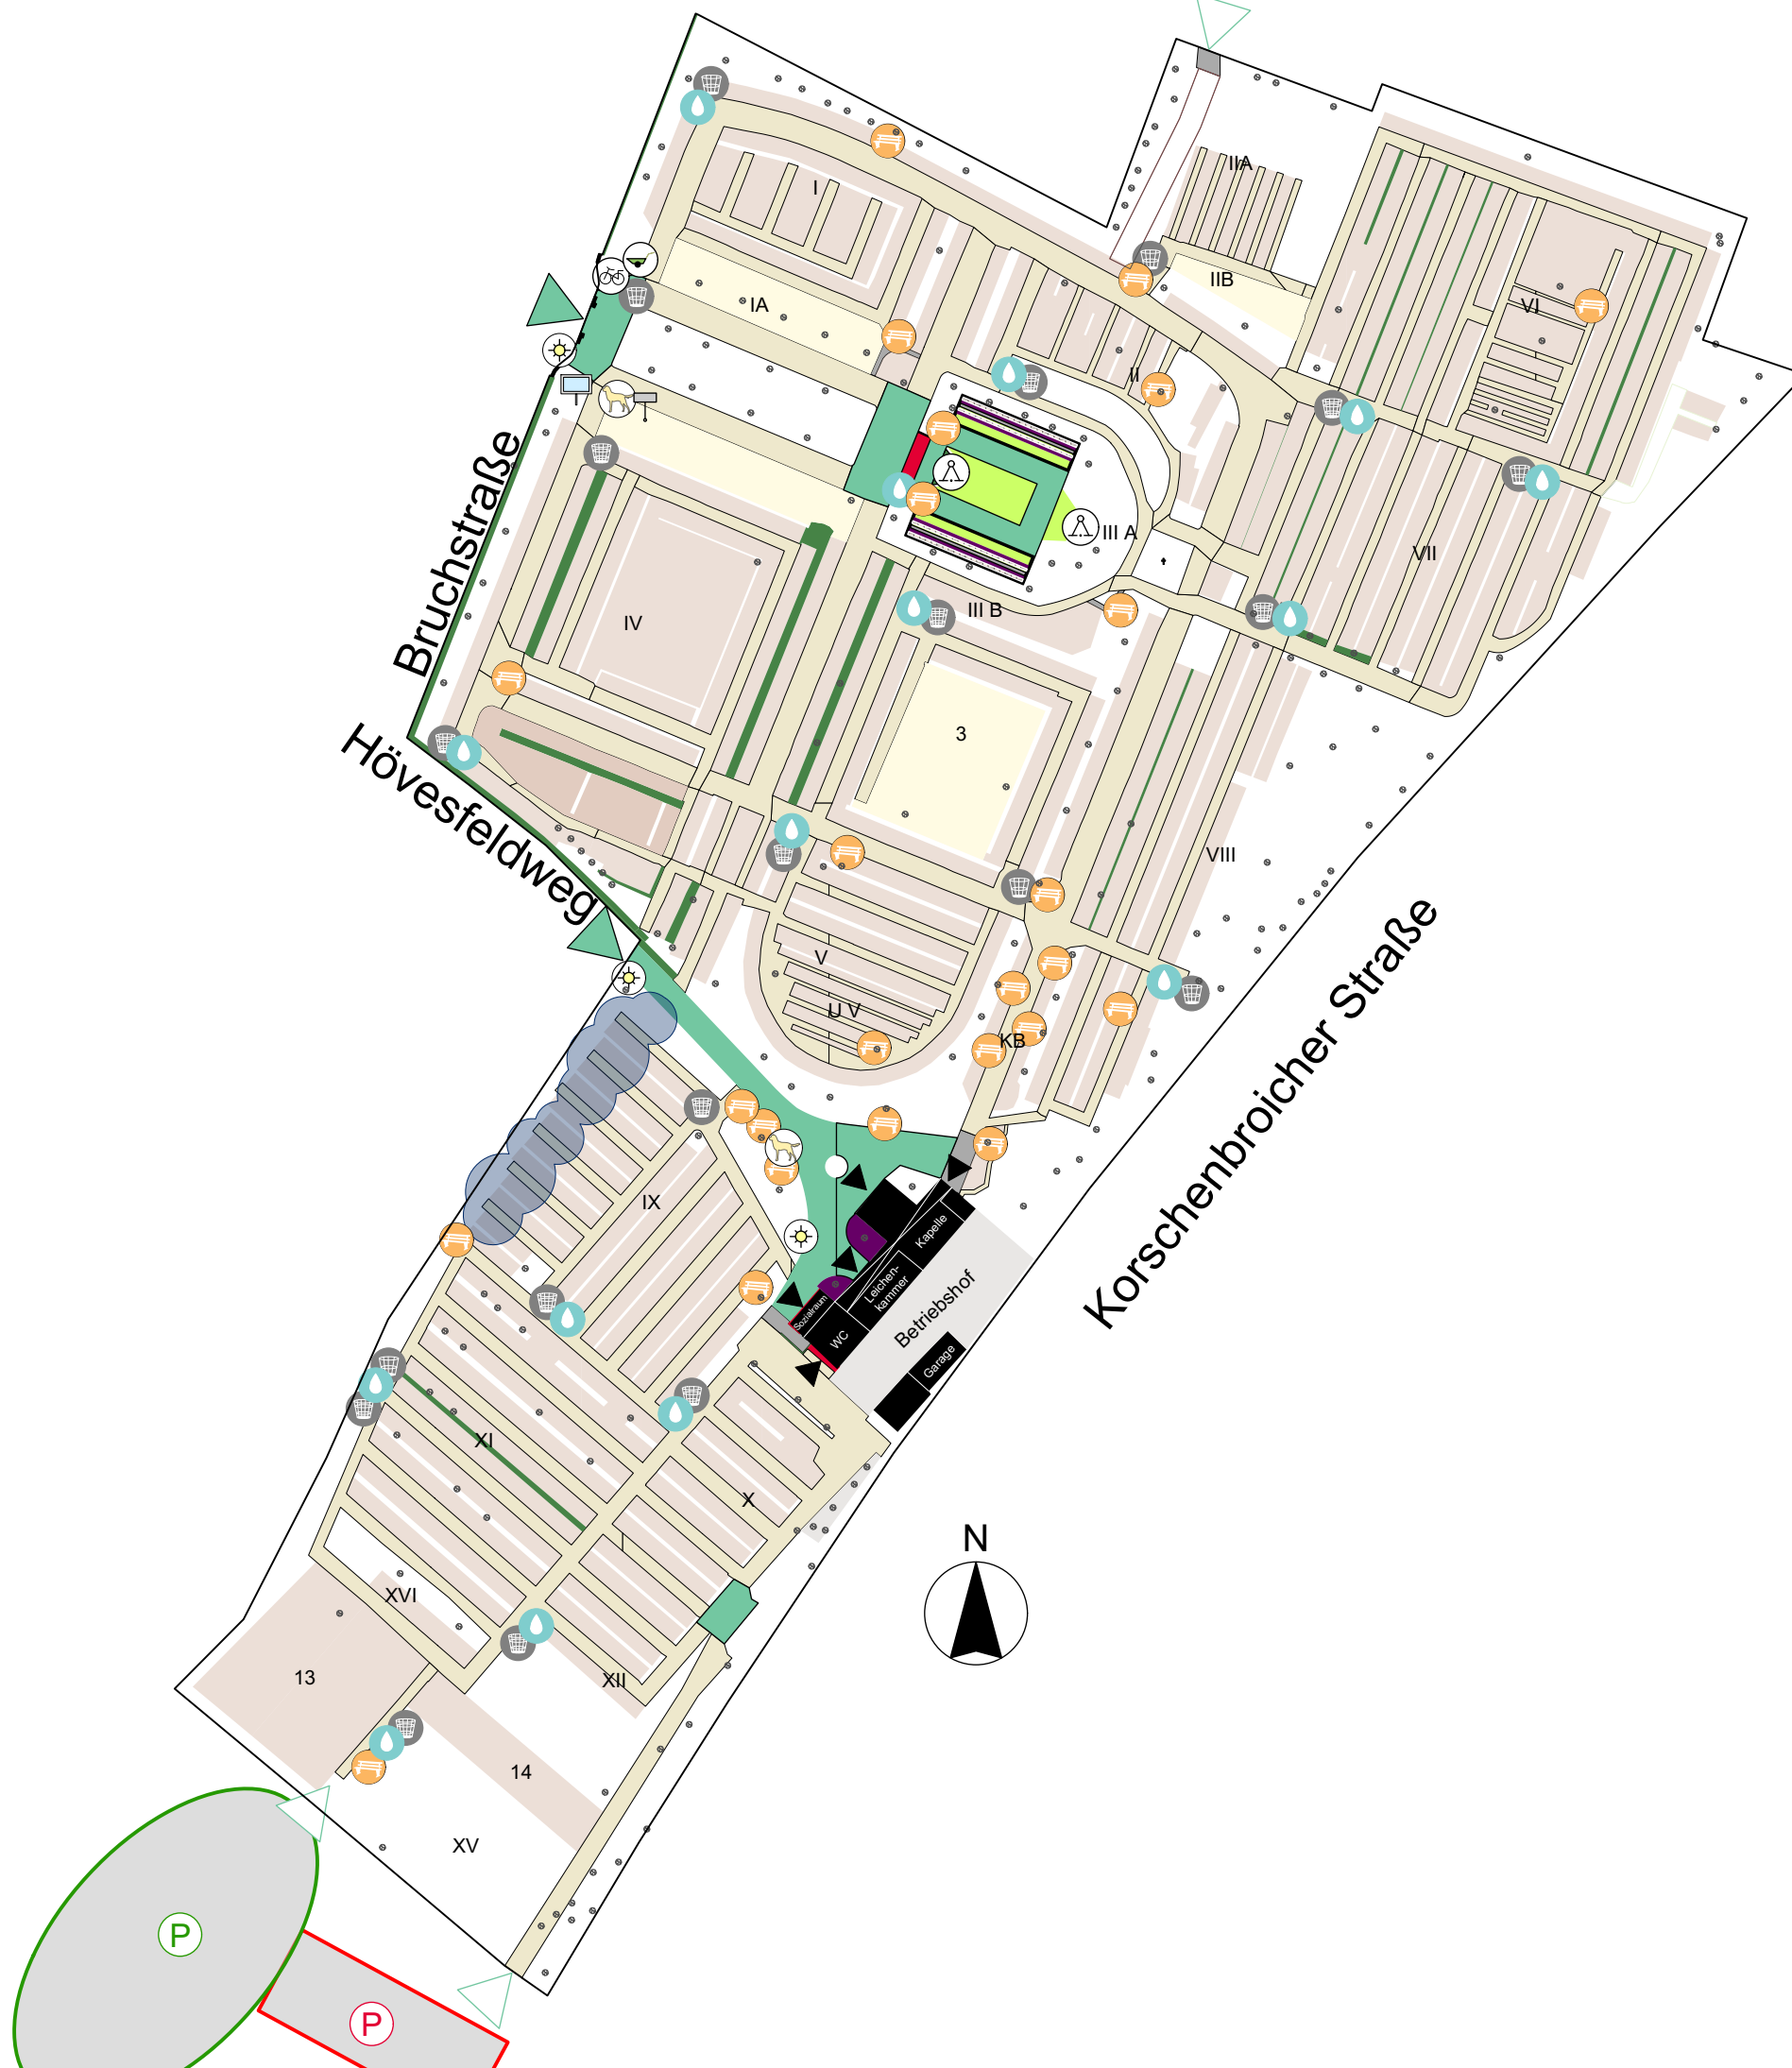 IIA
I
IIB
IA
VI
II
III A
VII
Bruchstraße
III B
IV
3
Hövesfeldweg
VIII
V
U V
KB
Korschenbroicher Straße
IX
Kapelle
Leichen-
kammer
Sozialraum
WC
Betriebshof
Garage
XI
X
N
XVI
13
XII
14
XV
P
P